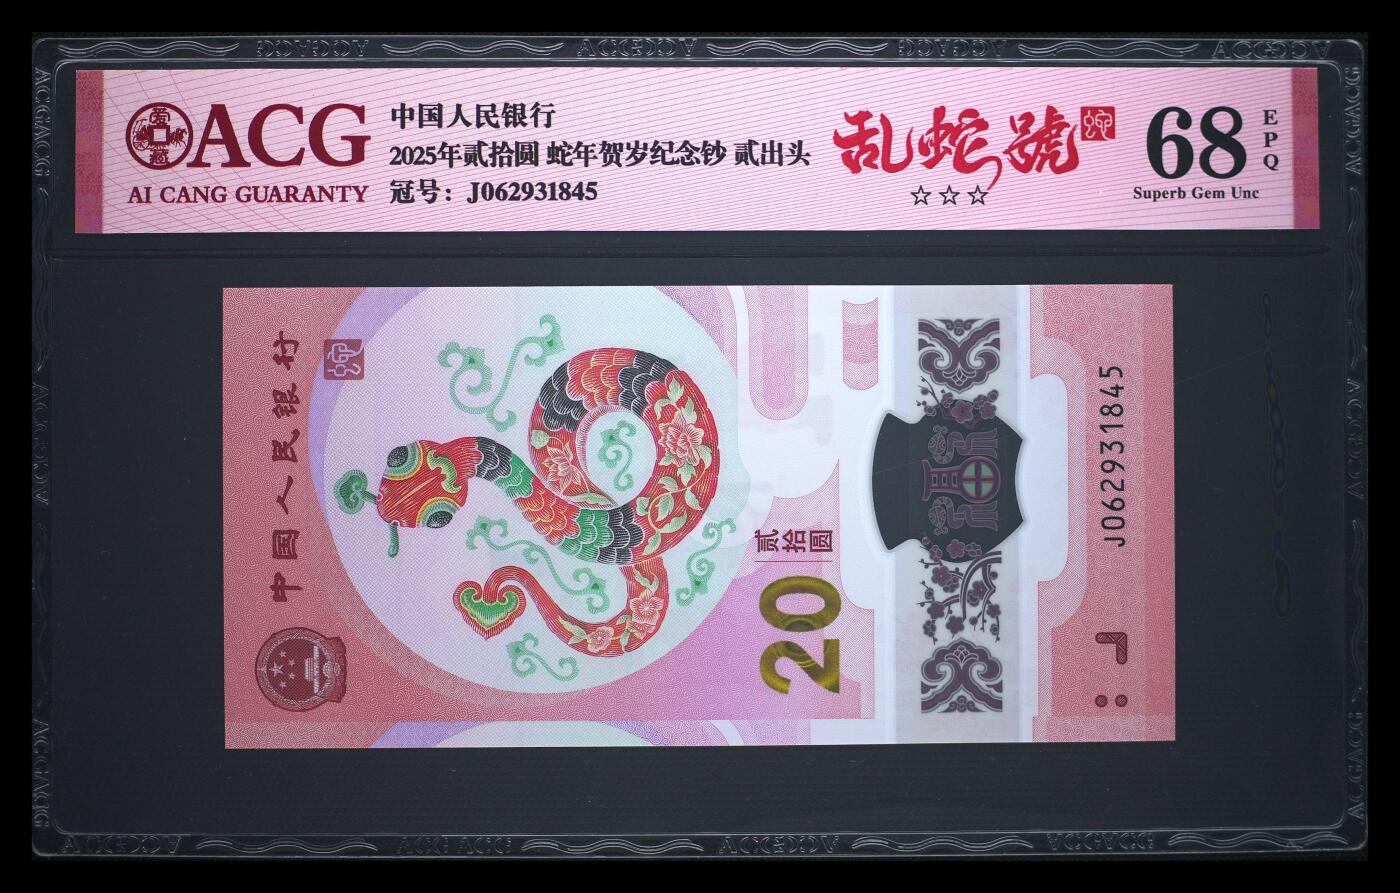 ACG
AI CANG GUARANTY
中国人民银行
2025年贰拾圆 蛇年贺岁纪念钞 贰出头
冠号：J062931845
乱蛇號
蛇
☆☆☆
68
EPQ
Superb Gem Unc
中国人民银行
贰拾圆
20
J062931845